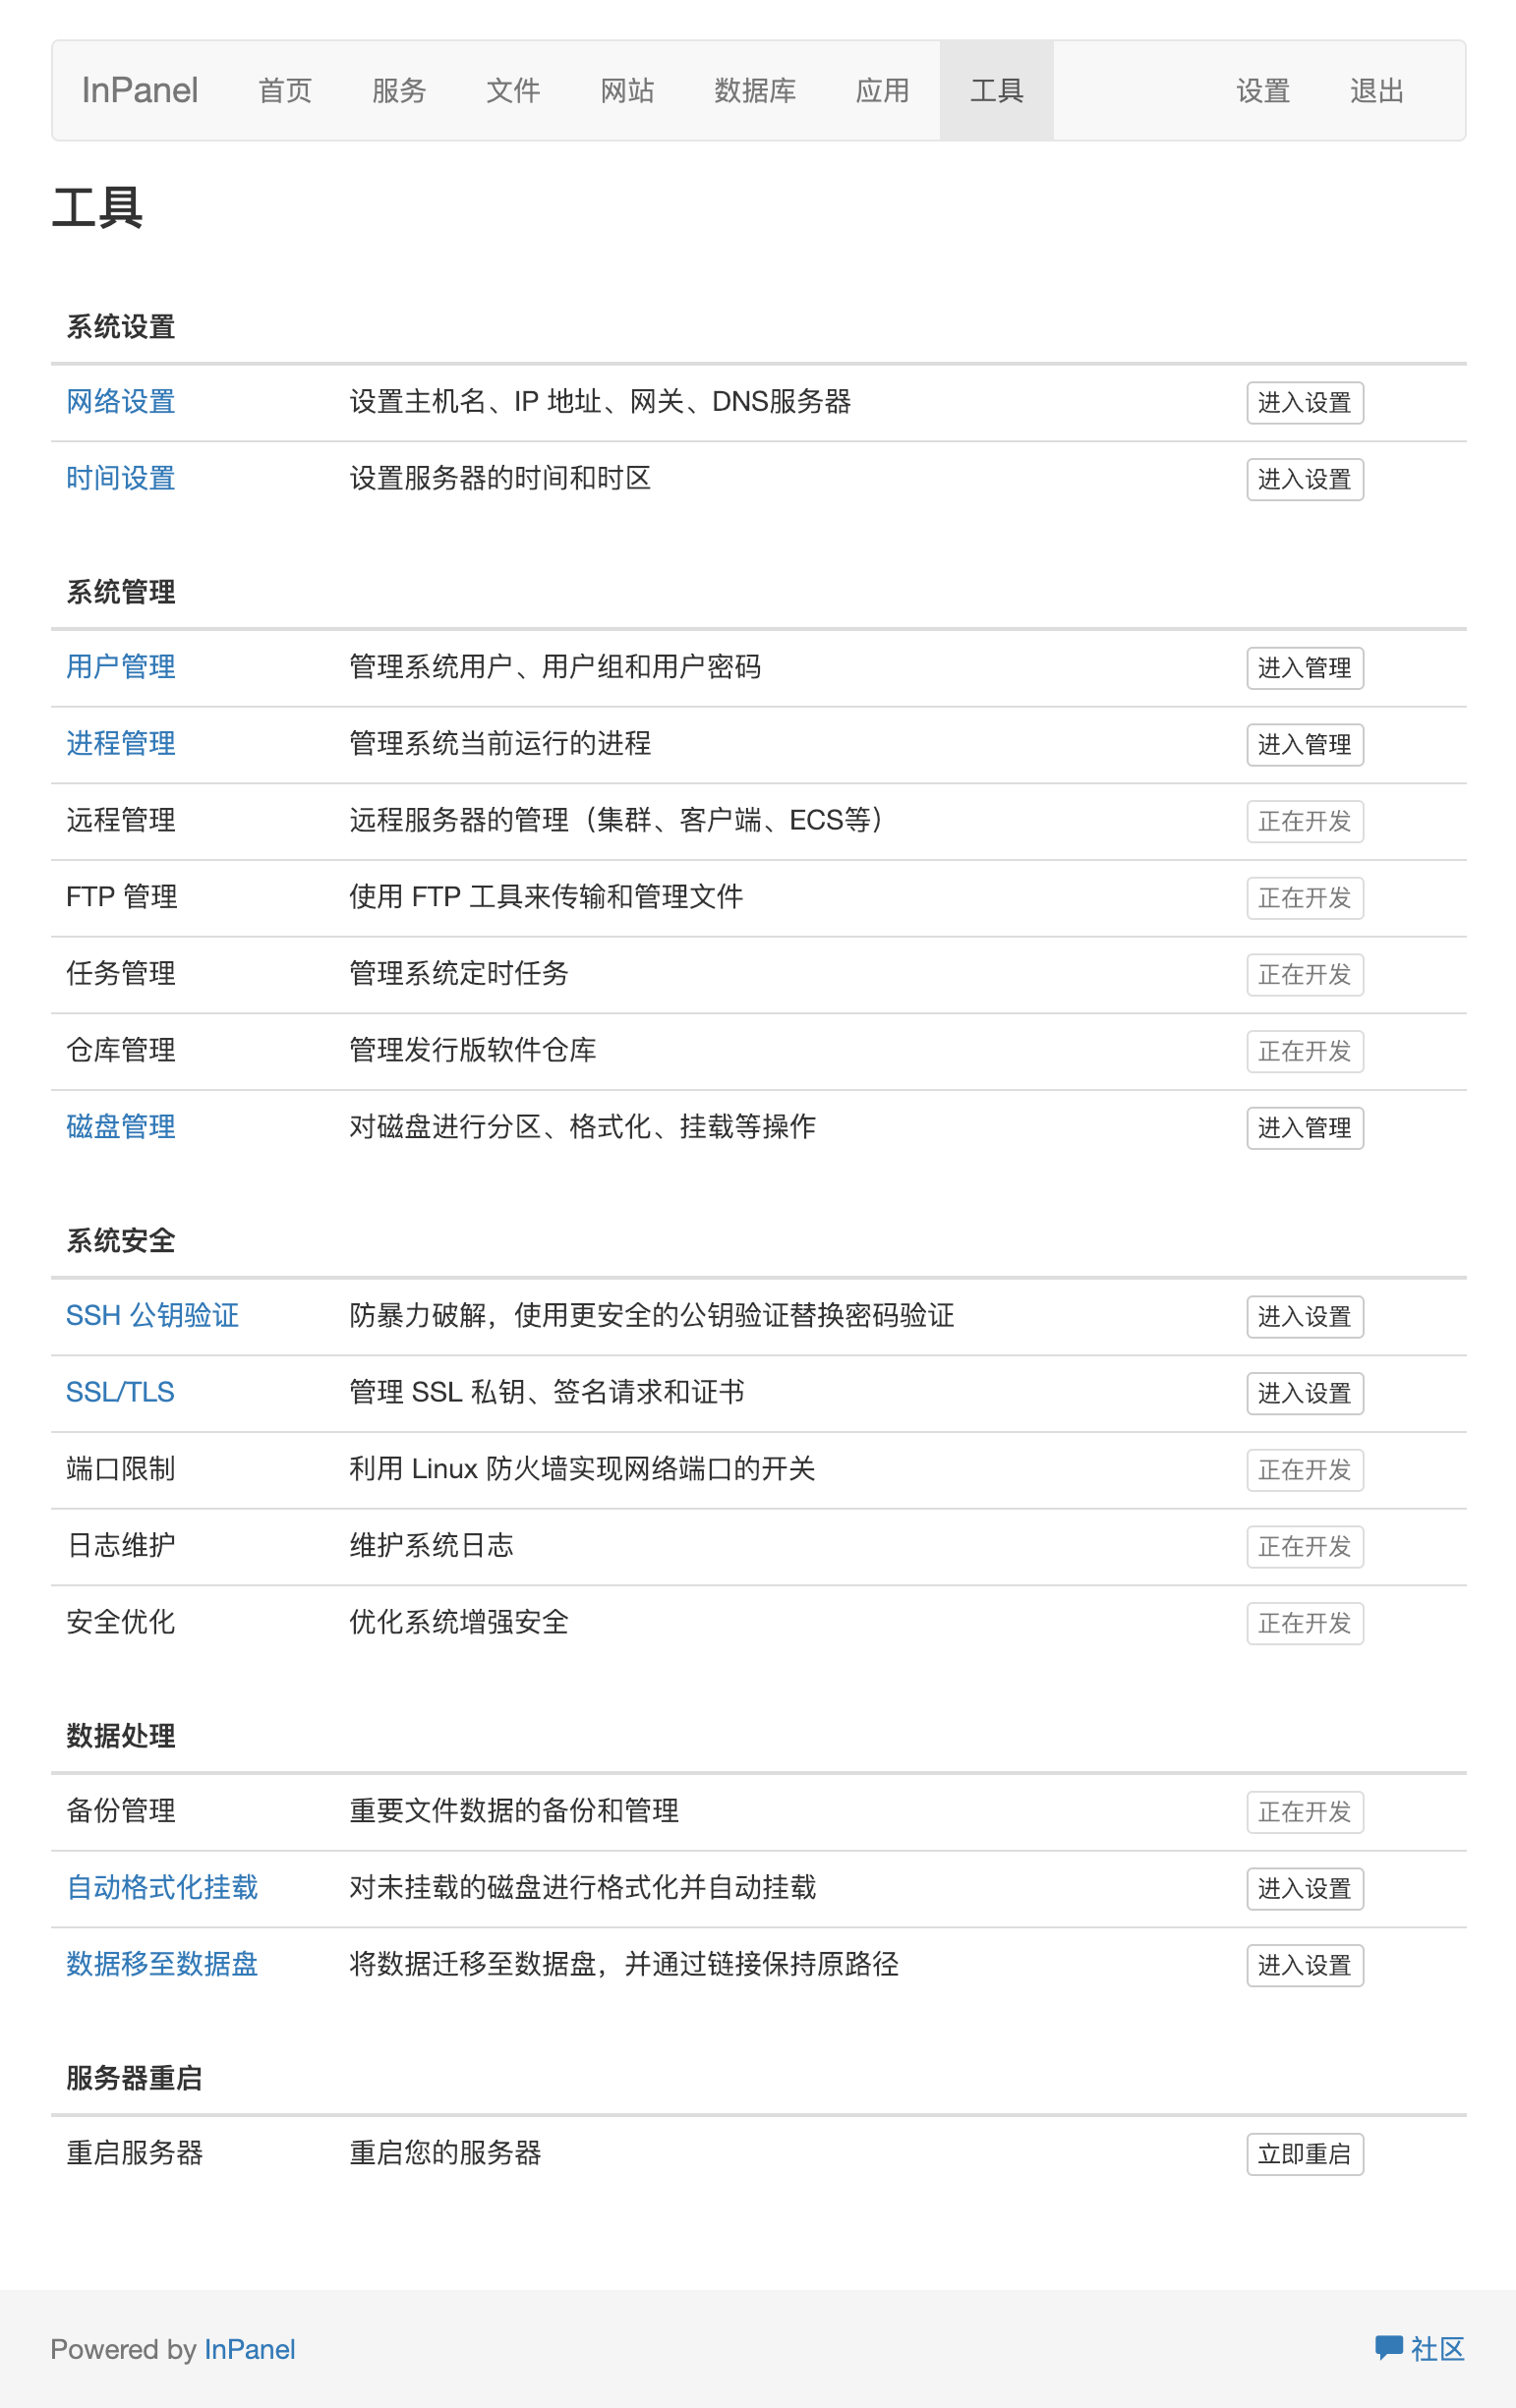 InPanel 首页 服务 文件 网站 数据库 应用 工具 设置 退出
工具
系统设置
网络设置 设置主机名、IP 地址、网关、DNS服务器 进入设置
时间设置 设置服务器的时间和时区 进入设置
系统管理
用户管理 管理系统用户、用户组和用户密码 进入管理
进程管理 管理系统当前运行的进程 进入管理
远程管理 远程服务器的管理（集群、客户端、ECS等） 正在开发
FTP 管理 使用 FTP 工具来传输和管理文件 正在开发
任务管理 管理系统定时任务 正在开发
仓库管理 管理发行版软件仓库 正在开发
磁盘管理 对磁盘进行分区、格式化、挂载等操作 进入管理
系统安全
SSH 公钥验证 防暴力破解，使用更安全的公钥验证替换密码验证 进入设置
SSL/TLS 管理 SSL 私钥、签名请求和证书 进入设置
端口限制 利用 Linux 防火墙实现网络端口的开关 正在开发
日志维护 维护系统日志 正在开发
安全优化 优化系统增强安全 正在开发
数据处理
备份管理 重要文件数据的备份和管理 正在开发
自动格式化挂载 对未挂载的磁盘进行格式化并自动挂载 进入设置
数据移至数据盘 将数据迁移至数据盘，并通过链接保持原路径 进入设置
服务器重启
重启服务器 重启您的服务器 立即重启
Powered by InPanel 社区